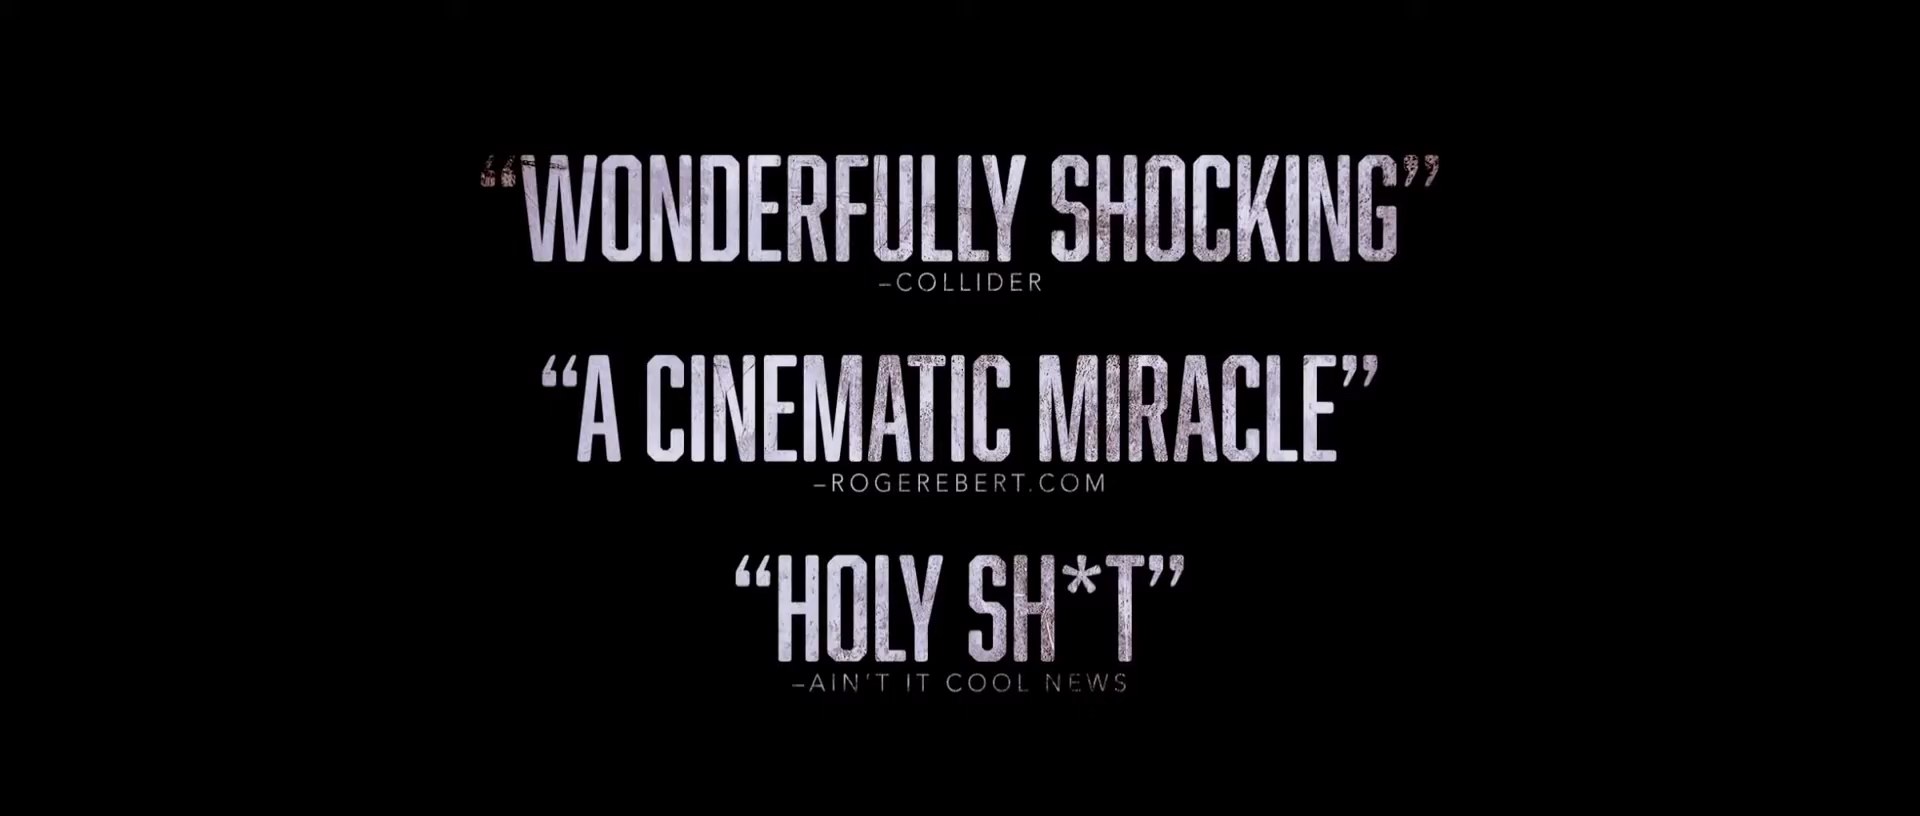 “WONDERFULLY SHOCKING”
–COLLIDER
“A CINEMATIC MIRACLE”
–ROGEREBERT.COM
“HOLY SH*T”
–AIN'T IT COOL NEWS